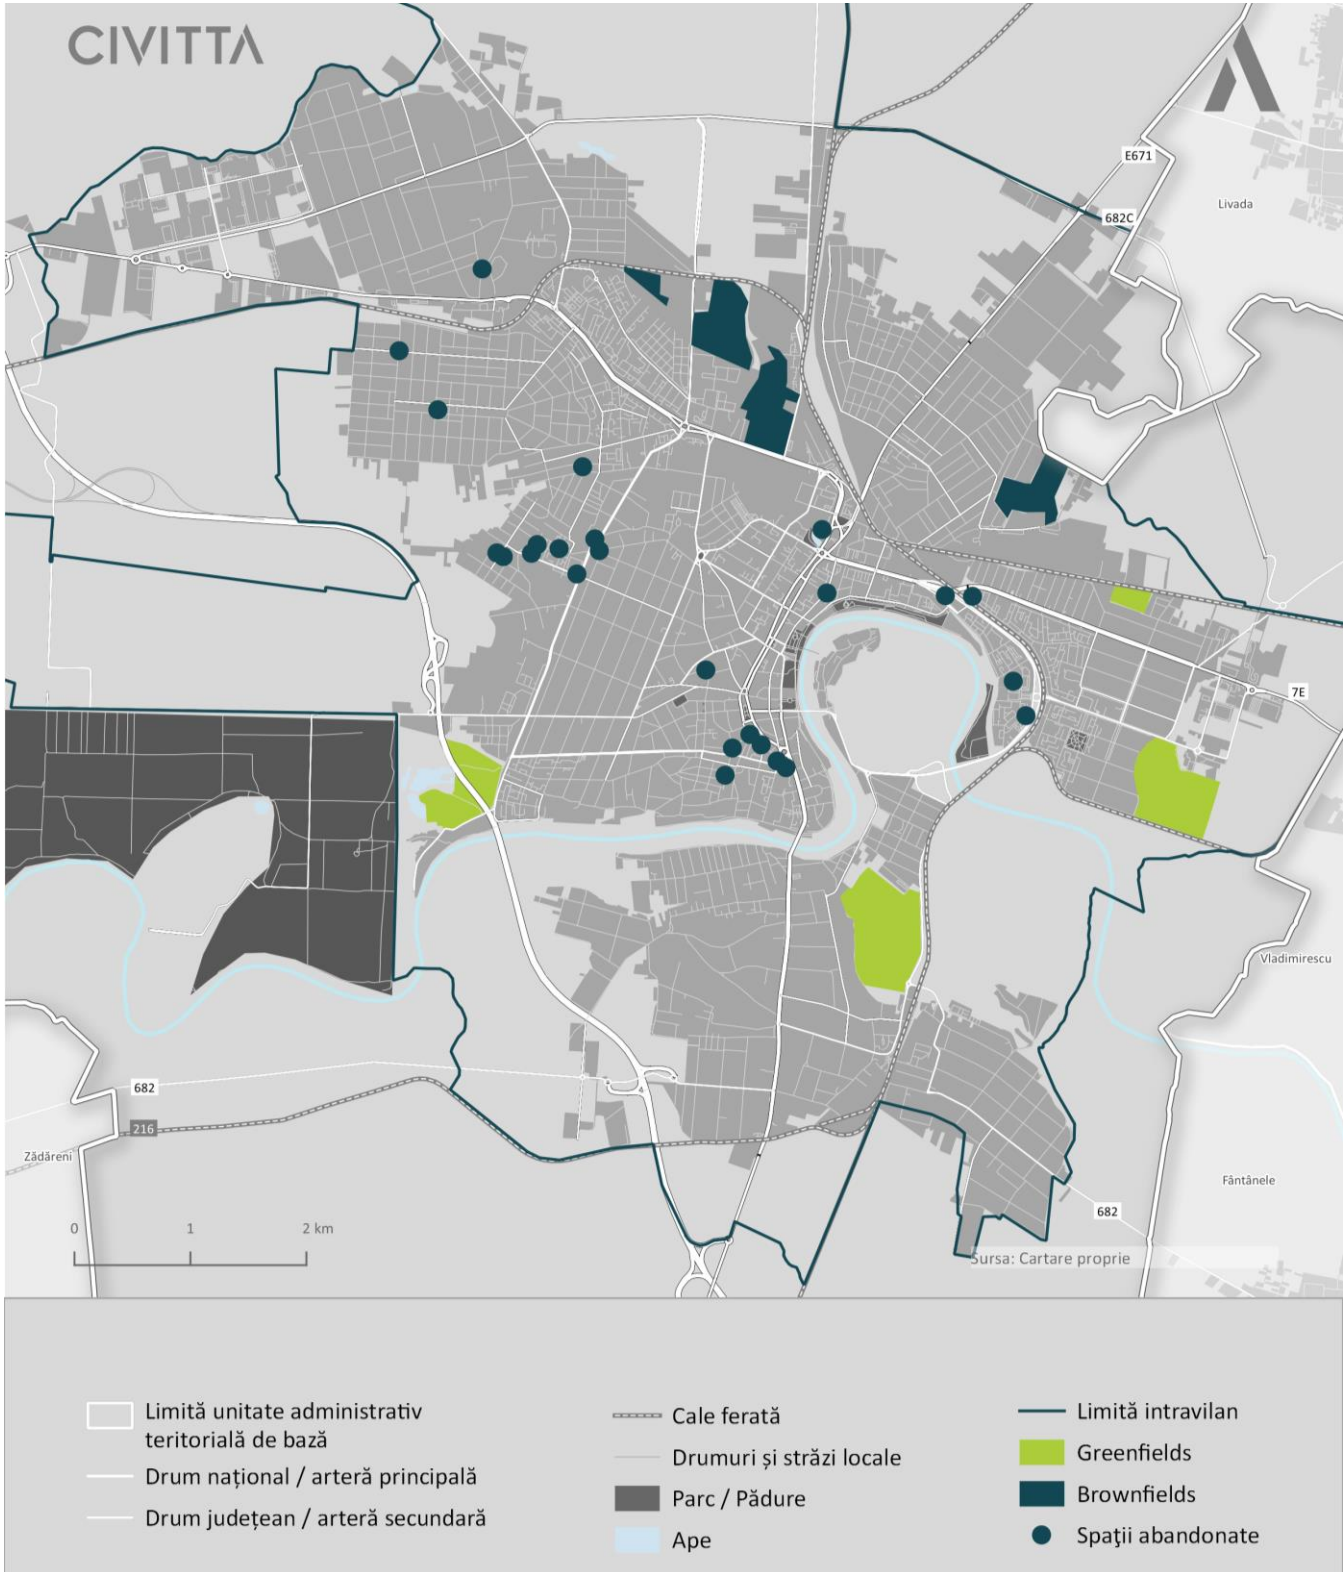 CIVITTA
E671
Livada
682C
7E
Vladimirescu
682
216
Zădăreni
Fântânele
682
0 1 2 km
Sursa: Cartare proprie
Limită unitate administrativ
teritorială de bază
Drum național / arteră principală
Drum județean / arteră secundară
Cale ferată
Drumuri și străzi locale
Parc / Pădure
Ape
Limită intravilan
Greenfields
Brownfields
Spaţii abandonate